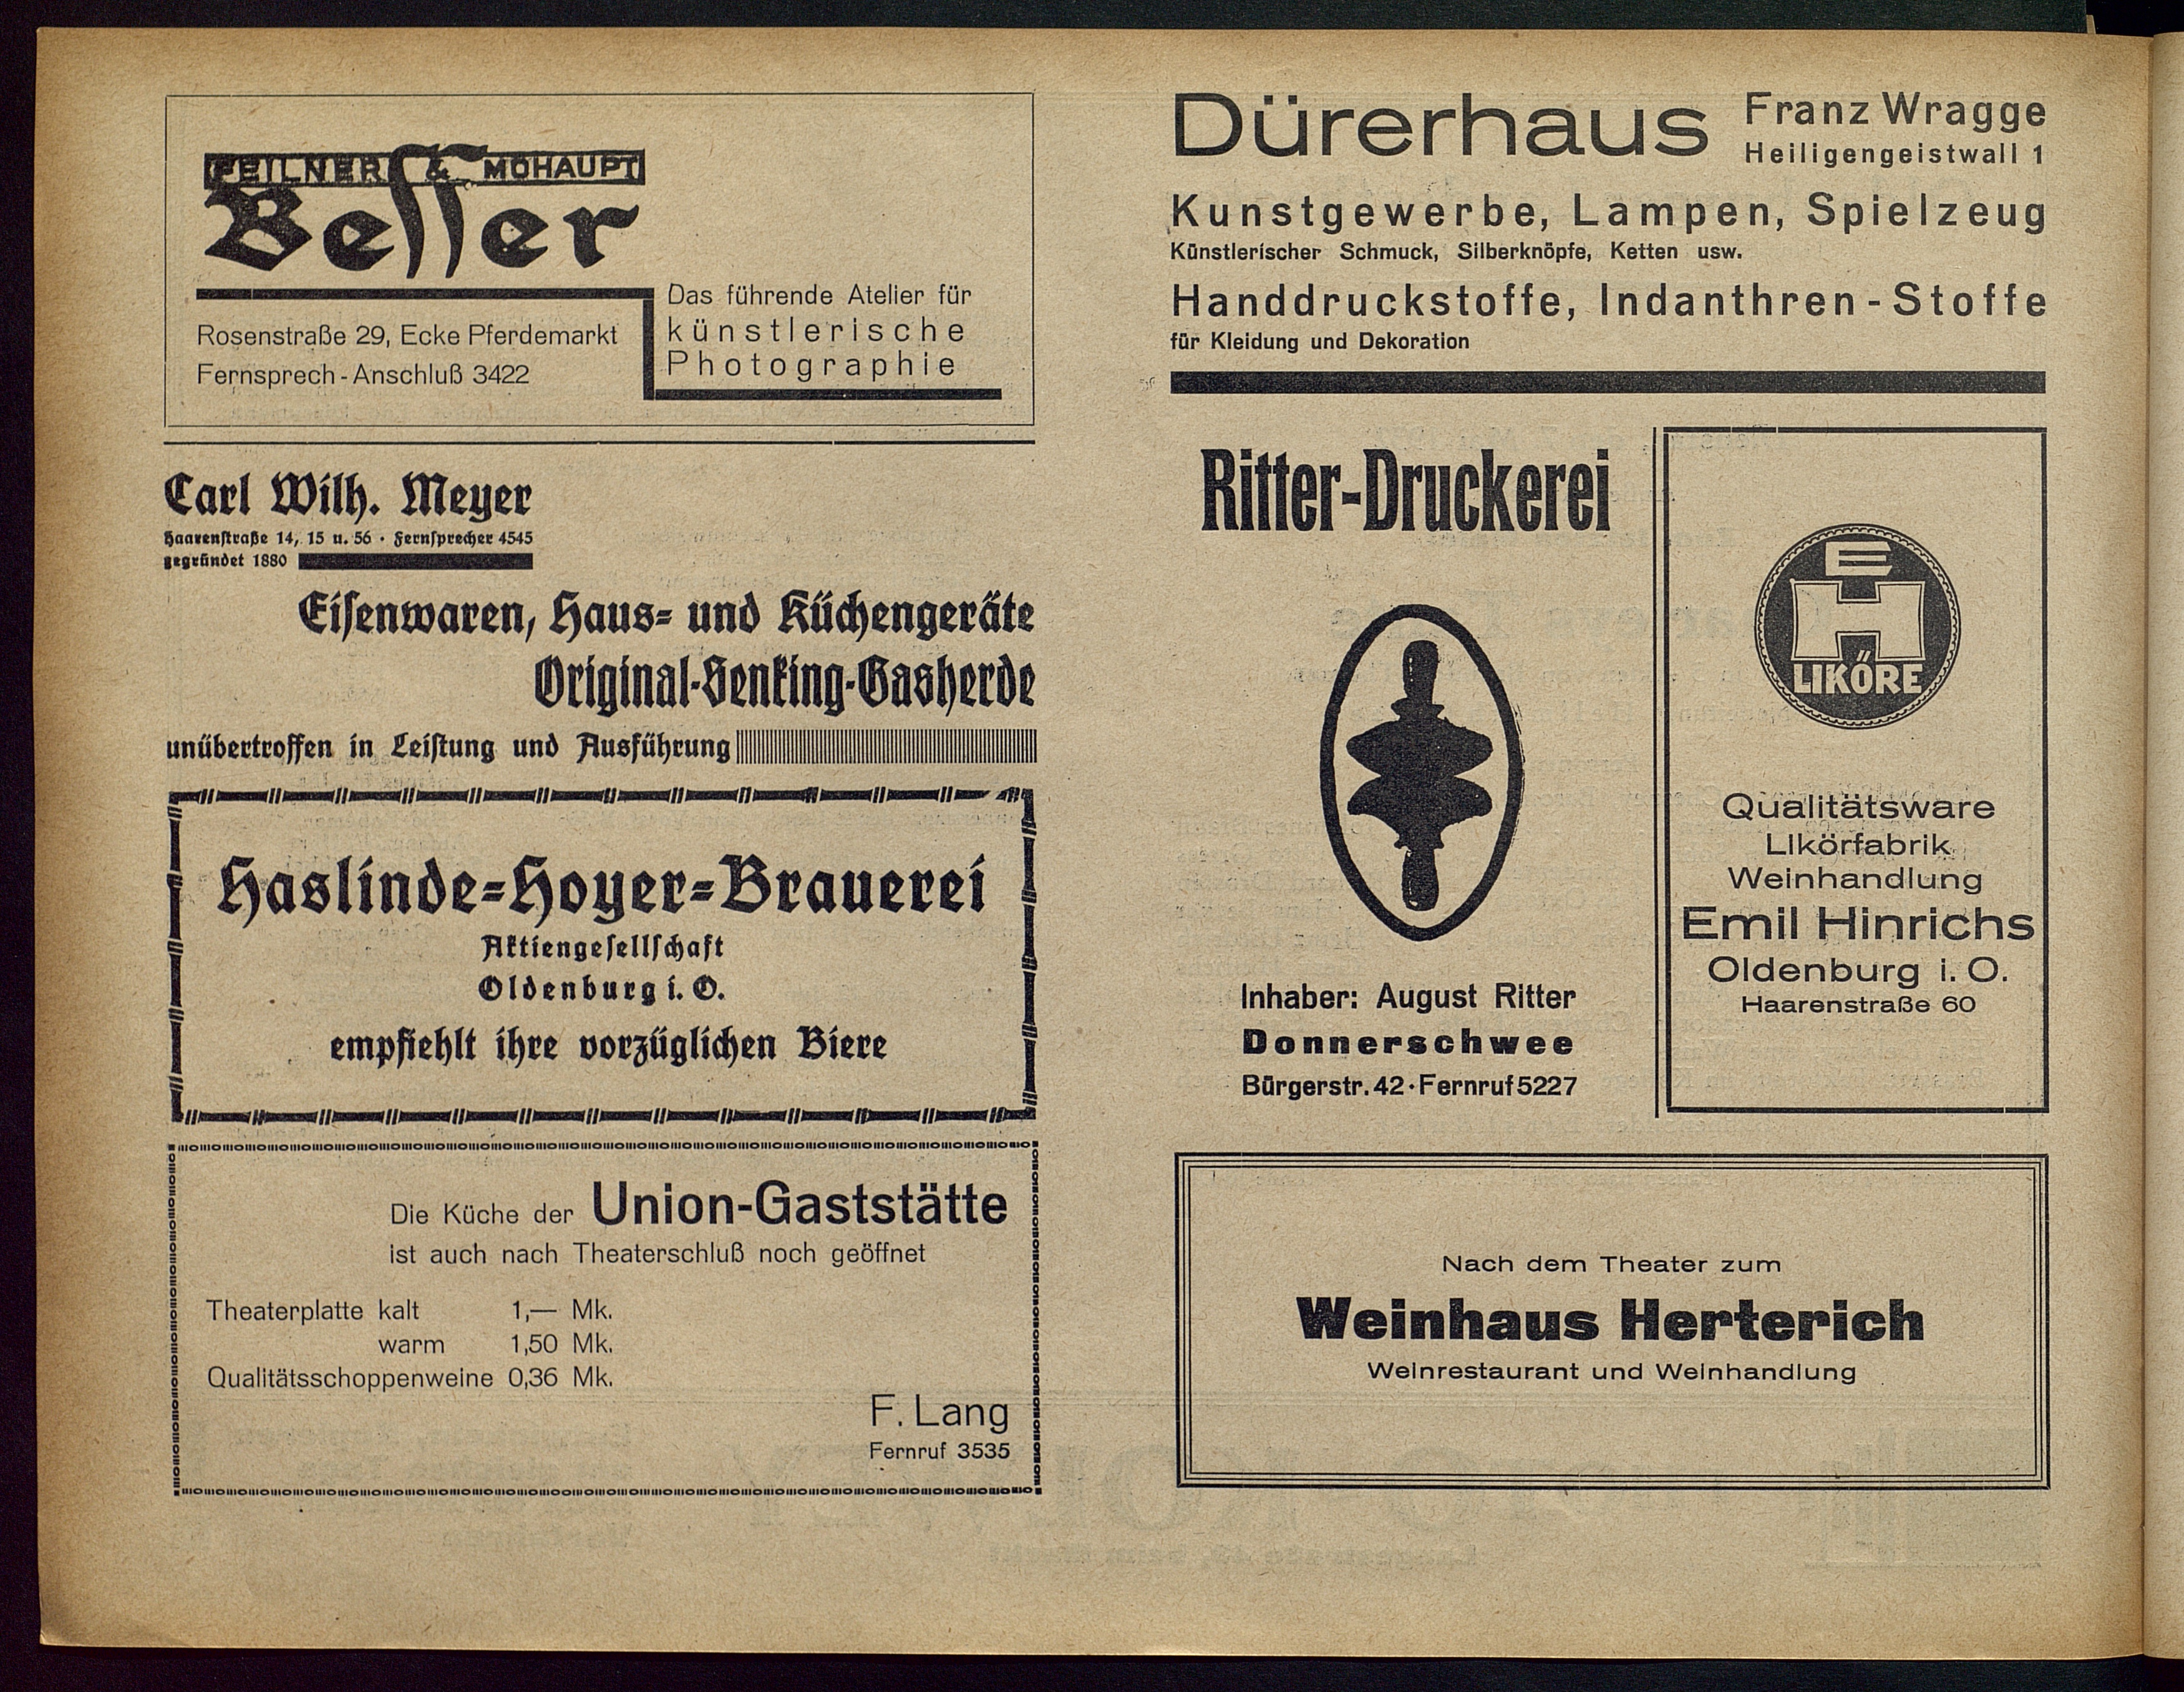 FEILNER & MOHAUPT
Besser
Rosenstraße 29, Ecke Pferdemarkt
Fernsprech-Anschluß 3422
Das führende Atelier für
künstlerische
Photographie
Carl Wilh. Meyer
Haarenstraße 14, 15 u. 56 · Fernsprecher 4545
gegründet 1880
Eisenwaren, Haus- und Küchengeräte
Original-Senking-Gasherde
unübertroffen in Leistung und Ausführung
Haslinde-Hoyer-Brauerei
Aktiengesellschaft
Oldenburg i. O.
empfiehlt ihre vorzüglichen Biere
Die Küche der Union-Gaststätte
ist auch nach Theaterschluß noch geöffnet
Theaterplatte kalt 1,— Mk.
warm 1,50 Mk.
Qualitätsschoppenweine 0,36 Mk.
F. Lang
Fernruf 3535
Dürerhaus Franz Wragge
Heiligengeistwall 1
Kunstgewerbe, Lampen, Spielzeug
Künstlerischer Schmuck, Silberknöpfe, Ketten usw.
Handdruckstoffe, Indanthren-Stoffe
für Kleidung und Dekoration
Ritter-Druckerei
Inhaber: August Ritter
Donnerschwee
Bürgerstr. 42 · Fernruf 5227
E
H
LIKÖRE
Qualitätsware
Likörfabrik
Weinhandlung
Emil Hinrichs
Oldenburg i. O.
Haarenstraße 60
Nach dem Theater zum
Weinhaus Herterich
Weinrestaurant und Weinhandlung